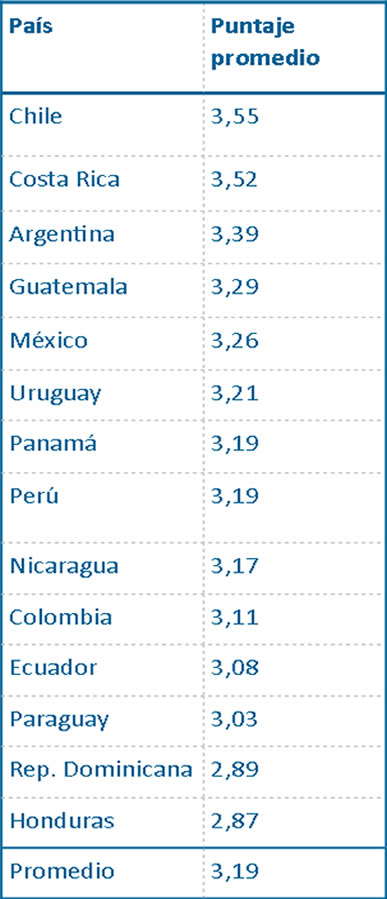 País Puntaje
promedio
Chile 3,55
Costa Rica 3,52
Argentina 3,39
Guatemala 3,29
México 3,26
Uruguay 3,21
Panamá 3,19
Perú 3,19
Nicaragua 3,17
Colombia 3,11
Ecuador 3,08
Paraguay 3,03
Rep. Dominicana 2,89
Honduras 2,87
Promedio 3,19